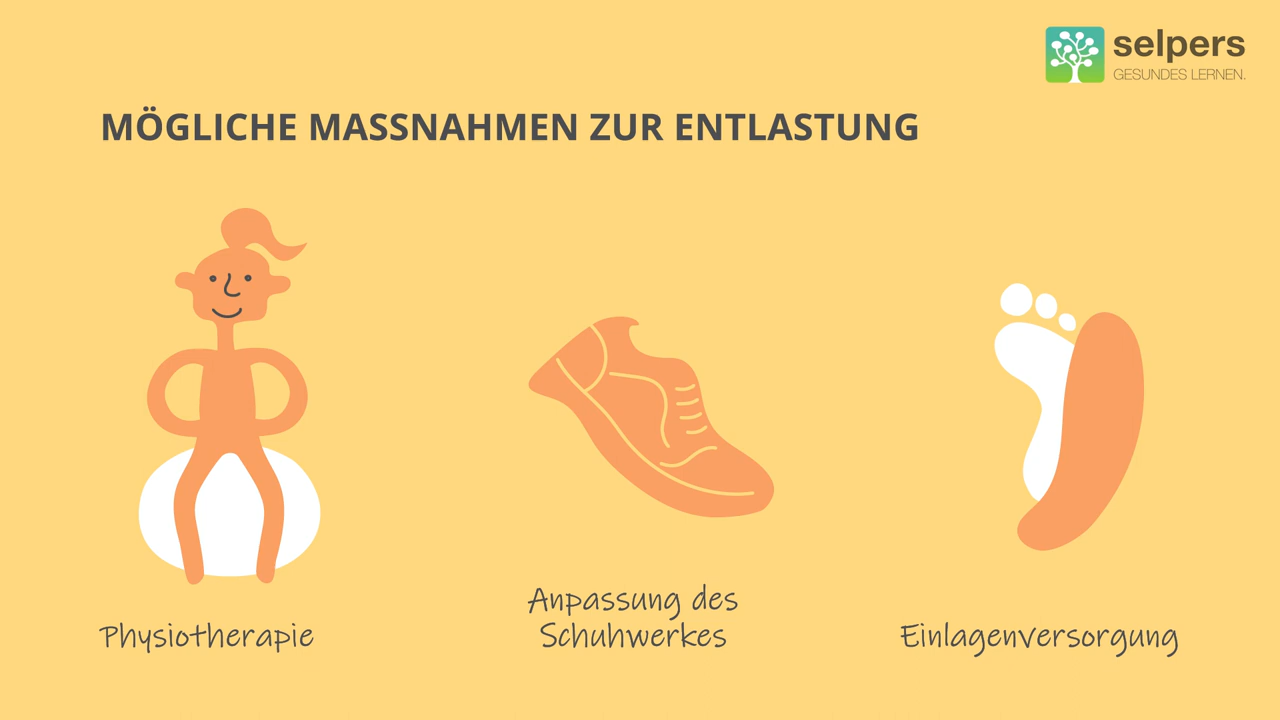 selpers
GESUNDES LERNEN.
MÖGLICHE MASSNAHMEN ZUR ENTLASTUNG
Physiotherapie
Anpassung des
Schuhwerkes
Einlagenversorgung